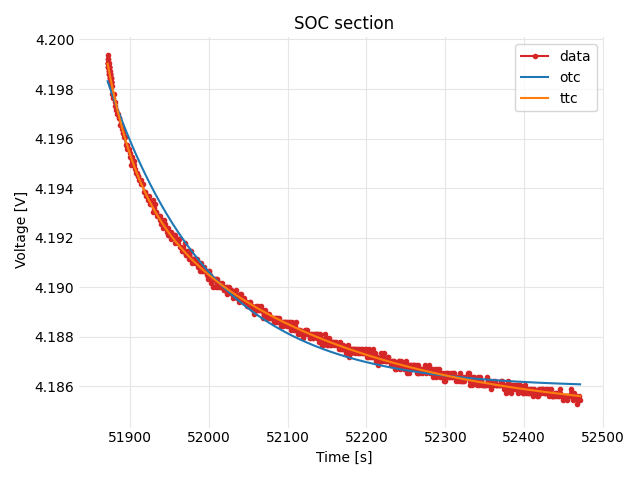 SOC section
4.200
4.198
4.196
4.194
4.192
4.190
4.188
4.186
Voltage [V]
data
otc
ttc
51900 52000 52100 52200 52300 52400 52500
Time [s]